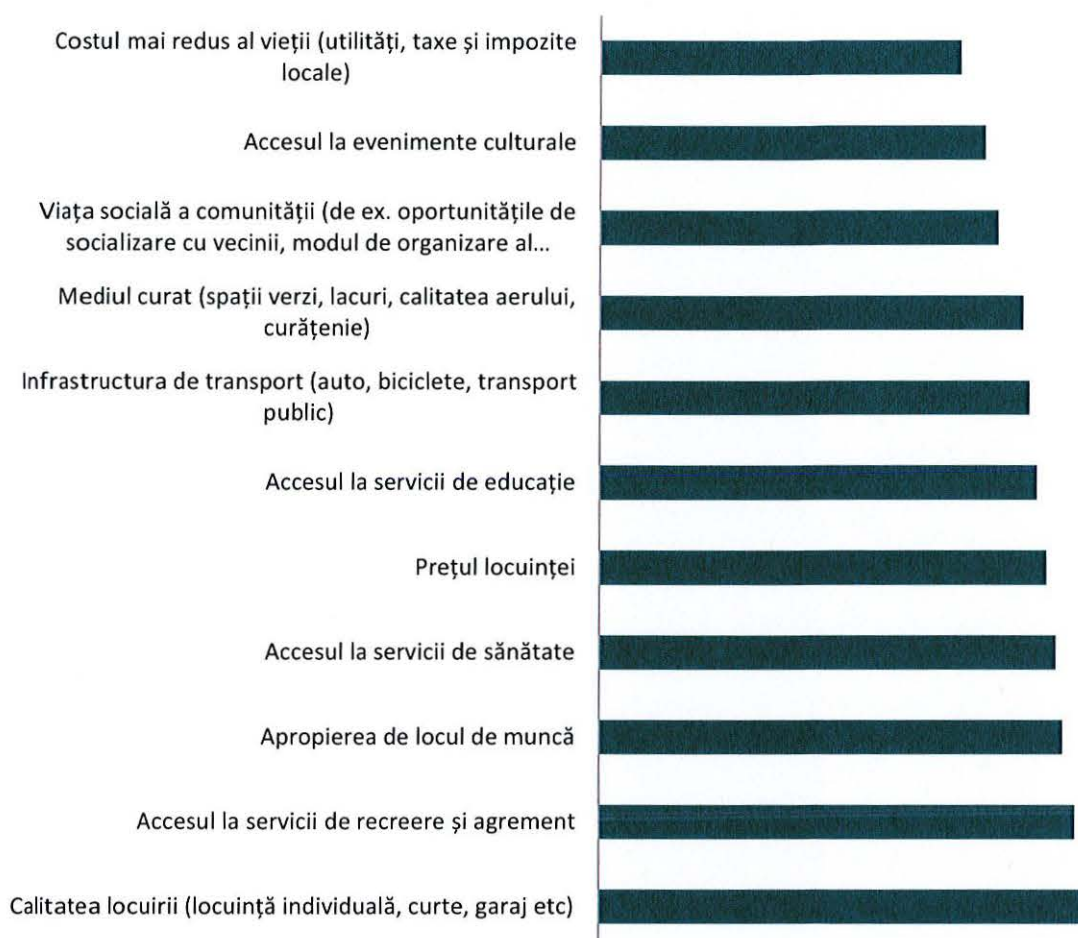 Costul mai redus al vieții (utilități, taxe și impozite
locale)
Accesul la evenimente culturale
Viața socială a comunității (de ex. oportunitățile de
socializare cu vecinii, modul de organizare al...
Mediul curat (spații verzi, lacuri, calitatea aerului,
curățenie)
Infrastructura de transport (auto, biciclete, transport
public)
Accesul la servicii de educație
Prețul locuinței
Accesul la servicii de sănătate
Apropierea de locul de muncă
Accesul la servicii de recreere și agrement
Calitatea locuirii (locuință individuală, curte, garaj etc)